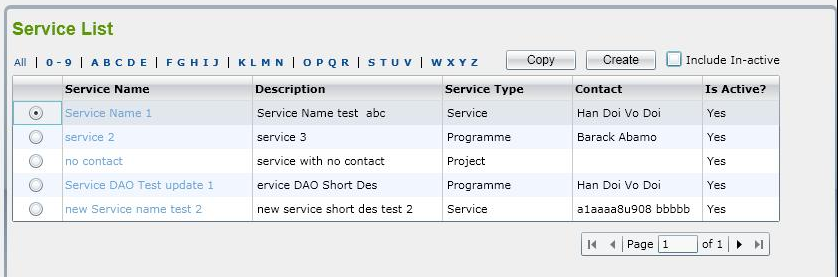 Service List
All | 0 - 9 | A B C D E | F G H I J | K L M N | O P Q R | S T U V | W X Y Z Copy Create Include In-active
Service Name Description Service Type Contact Is Active?
Service Name 1 Service Name test abc Service Han Doi Vo Doi Yes
service 2 service 3 Programme Barack Abamo Yes
no contact service with no contact Project Yes
Service DAO Test update 1 ervice DAO Short Des Programme Han Doi Vo Doi Yes
new Service name test 2 new service short des test 2 Service a1aaaa8u908 bbbbb Yes
Page 1 of 1